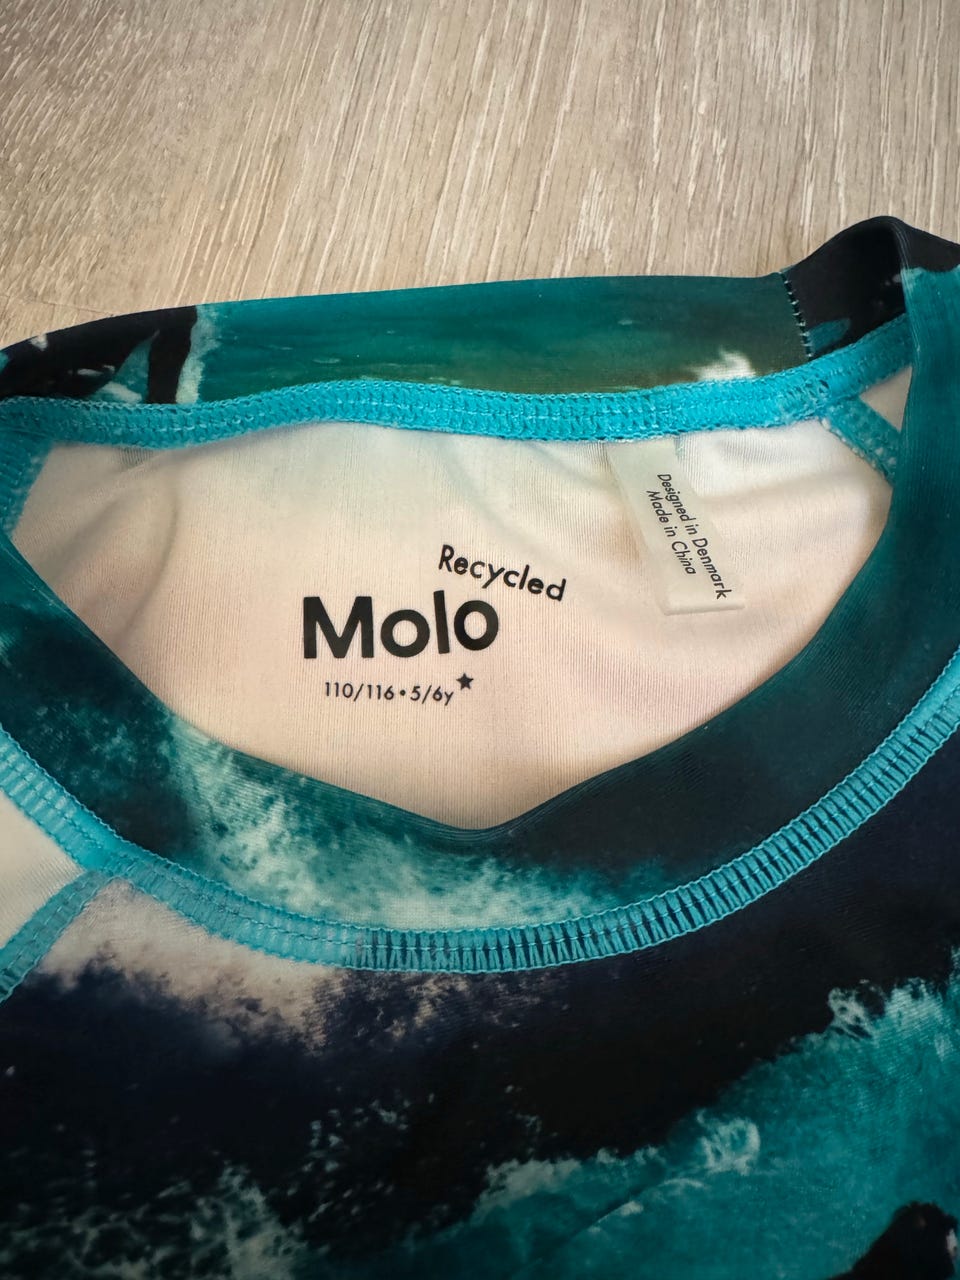 Recycled
Molo
110/116•5/6y★
Designed in Denmark
Made in China